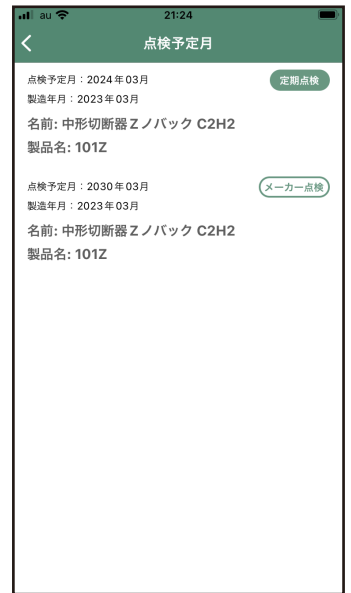 au 21:24
点検予定月
点検予定月：2024年03月 定期点検
製造年月：2023年03月
名前: 中形切断器Ｚノバック C2H2
製品名: 101Z
点検予定月：2030年03月 メーカー点検
製造年月：2023年03月
名前: 中形切断器Ｚノバック C2H2
製品名: 101Z